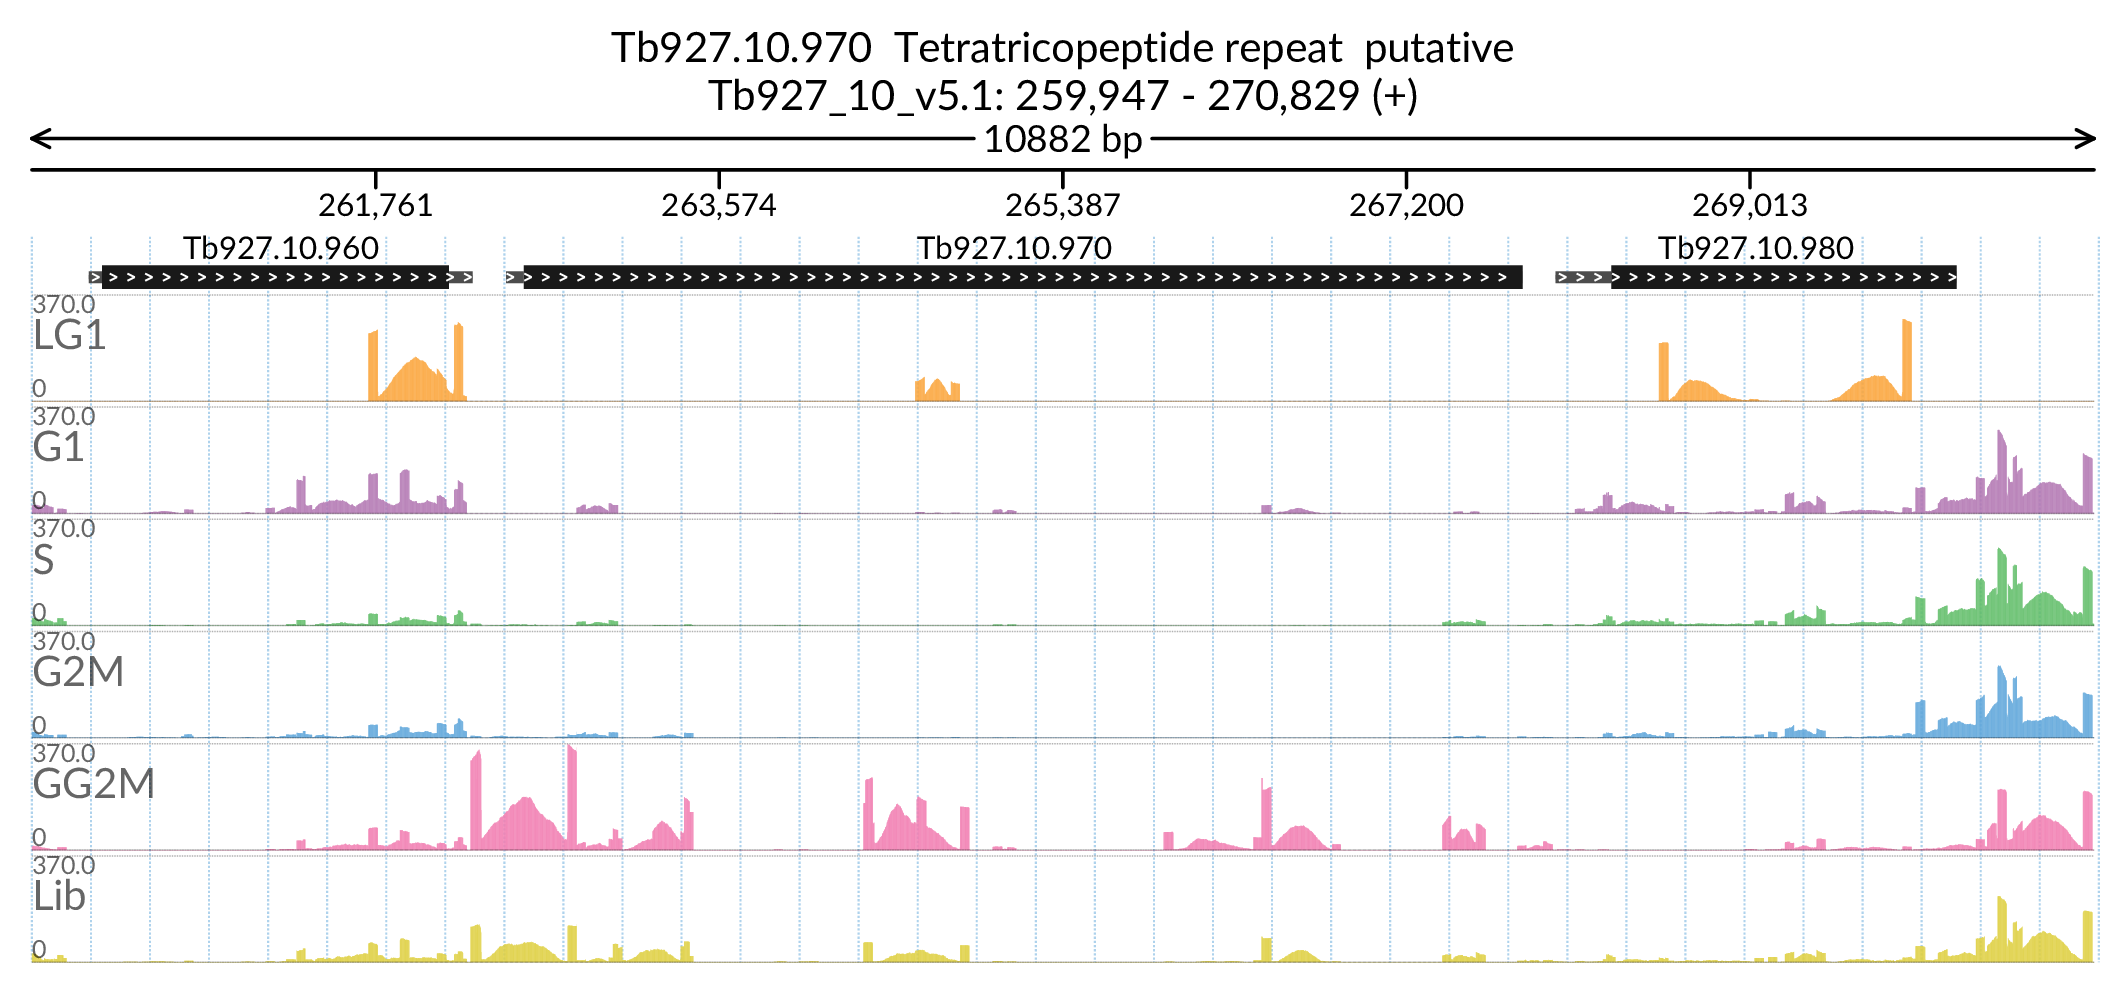 Tb927.10.970 Tetratricopeptide repeat putative
Tb927_10_v5.1: 259,947 - 270,829 (+)
10882 bp
261,761 263,574 265,387 267,200 269,013
Tb927.10.960 Tb927.10.970 Tb927.10.980
370.0
LG1
0
370.0
G1
0
370.0
S
0
370.0
G2M
0
370.0
GG2M
0
370.0
Lib
0